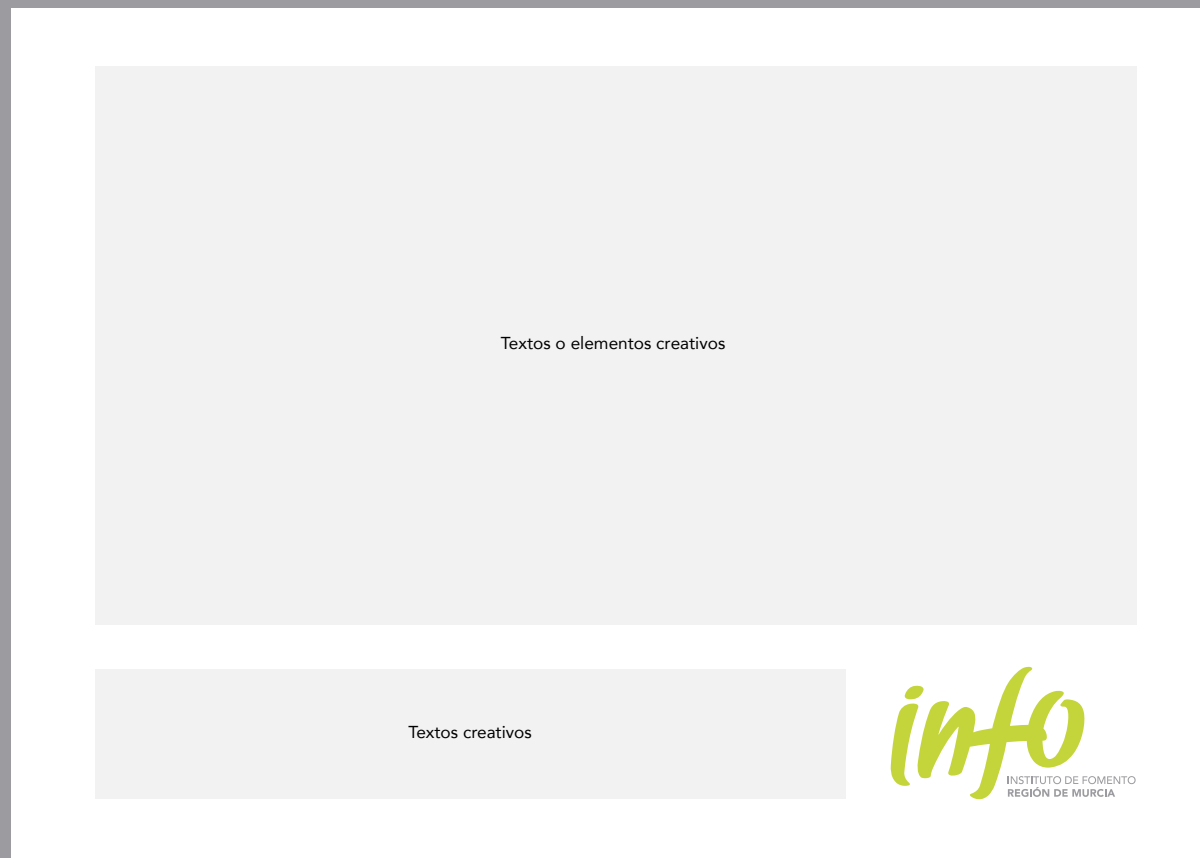 Textos o elementos creativos
Textos creativos
info
INSTITUTO DE FOMENTO
REGIÓN DE MURCIA